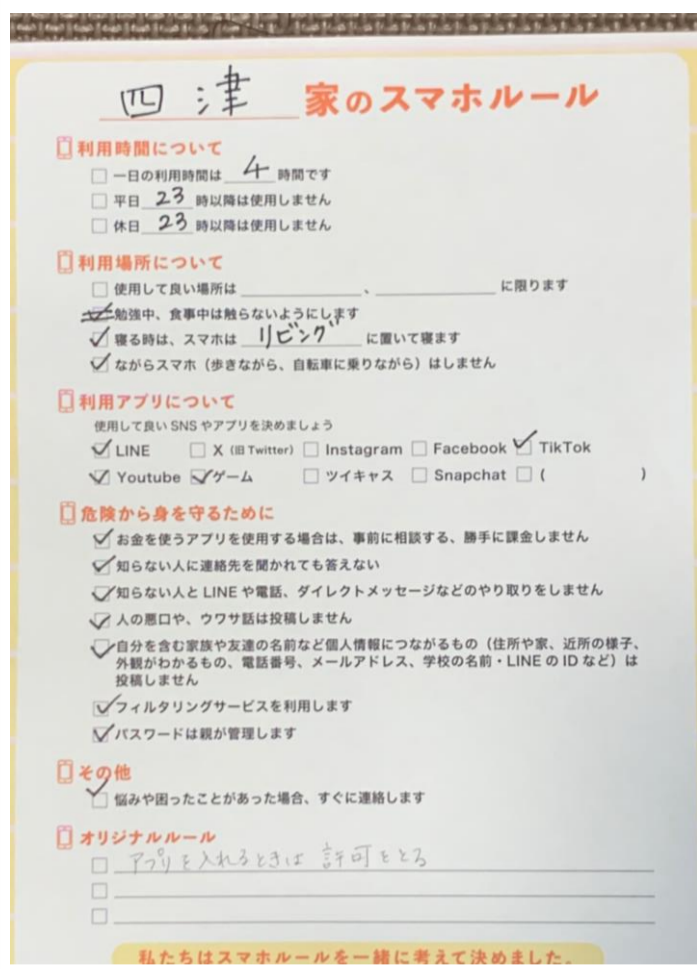 四津 家のスマホルール
利用時間について
□ 一日の利用時間は 4 時間です
□ 平日 23 時以降は使用しません
□ 休日 23 時以降は使用しません
利用場所について
□ 使用して良い場所は＿＿＿＿、＿＿＿＿に限ります
勉強中、食事中は触らないようにします
☑ 寝る時は、スマホは リビング に置いて寝ます
☑ ながらスマホ（歩きながら、自転車に乗りながら）はしません
利用アプリについて
使用して良い SNS やアプリを決めましょう
☑ LINE □ X（旧 Twitter） □ Instagram □ Facebook ☑ TikTok
☑ Youtube ☑ ゲーム □ ツイキャス □ Snapchat □（ ）
危険から身を守るために
☑ お金を使うアプリを使用する場合は、事前に相談する、勝手に課金しません
☑ 知らない人に連絡先を聞かれても答えない
☑ 知らない人と LINE や電話、ダイレクトメッセージなどのやり取りをしません
☑ 人の悪口や、ウワサ話は投稿しません
☑ 自分を含む家族や友達の名前など個人情報につながるもの（住所や家、近所の様子、
外観がわかるもの、電話番号、メールアドレス、学校の名前・LINE の ID など）は
投稿しません
☑ フィルタリングサービスを利用します
☑ パスワードは親が管理します
その他
☑ 悩みや困ったことがあった場合、すぐに連絡します
オリジナルルール
□ アプリを入れるときは 許可をとる
□
□
私たちはスマホルールを一緒に考えて決めました。